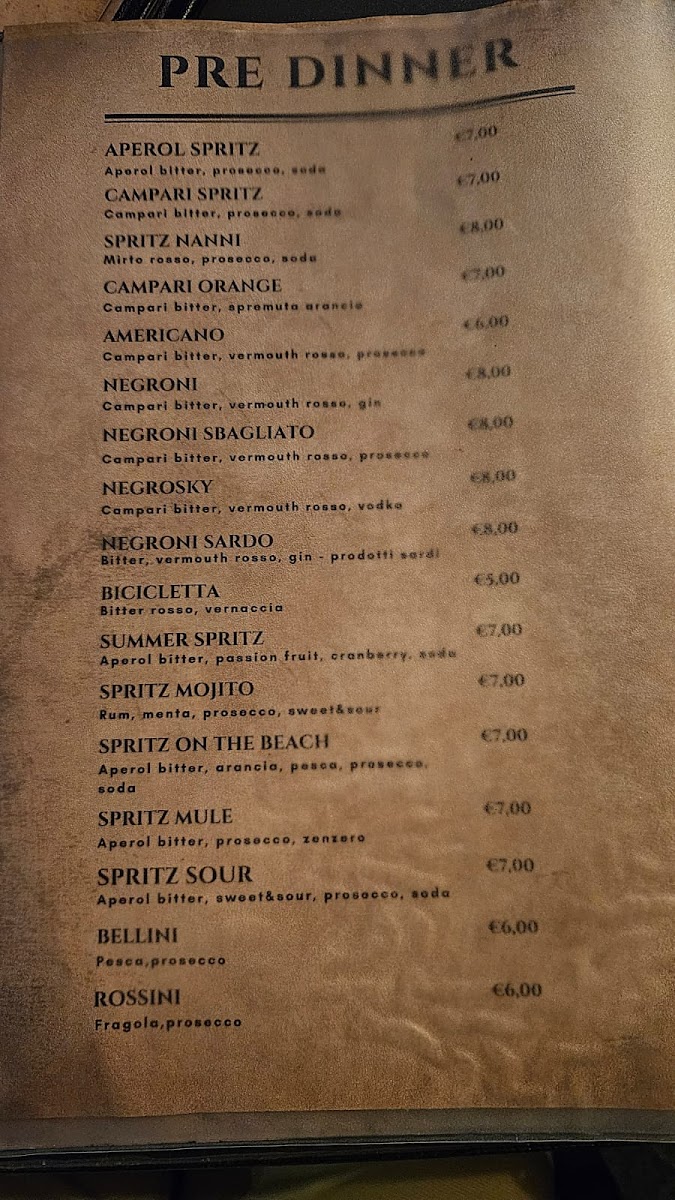 PRE DINNER
APEROL SPRITZ €7,00
Aperol bitter, prosecco, soda
CAMPARI SPRITZ €7,00
Campari bitter, prosecco, soda
SPRITZ NANNI €8,00
Mirto rosso, prosecco, soda
CAMPARI ORANGE €7,00
Campari bitter, spremuta arancia
AMERICANO €6,00
Campari bitter, vermouth rosso, prosecco
NEGRONI €8,00
Campari bitter, vermouth rosso, gin
NEGRONI SBAGLIATO €8,00
Campari bitter, vermouth rosso, prosecco
NEGROSKY €8,00
Campari bitter, vermouth rosso, vodka
NEGRONI SARDO €8,00
Bitter, vermouth rosso, gin - prodotti sardi
BICICLETTA €5,00
Bitter rosso, vernaccia
SUMMER SPRITZ €7,00
Aperol bitter, passion fruit, cranberry, soda
SPRITZ MOJITO €7,00
Rum, menta, prosecco, sweet&sour
SPRITZ ON THE BEACH €7,00
Aperol bitter, arancia, pesca, prosecco,
soda
SPRITZ MULE €7,00
Aperol bitter, prosecco, zenzero
SPRITZ SOUR €7,00
Aperol bitter, sweet&sour, prosecco, soda
BELLINI €6,00
Pesca,prosecco
ROSSINI €6,00
Fragola,prosecco